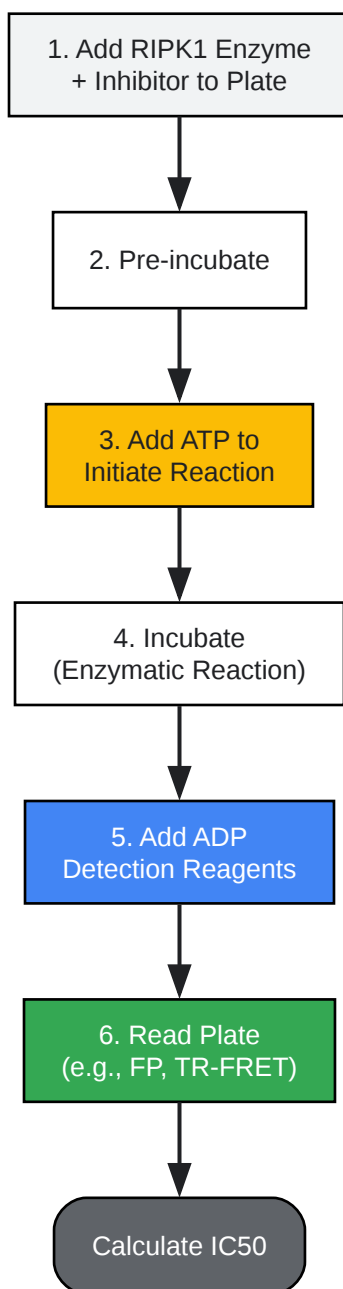 1. Add RIPK1 Enzyme
+ Inhibitor to Plate
2. Pre-incubate
3. Add ATP to
Initiate Reaction
4. Incubate
(Enzymatic Reaction)
5. Add ADP
Detection Reagents
6. Read Plate
(e.g., FP, TR-FRET)
Calculate IC50